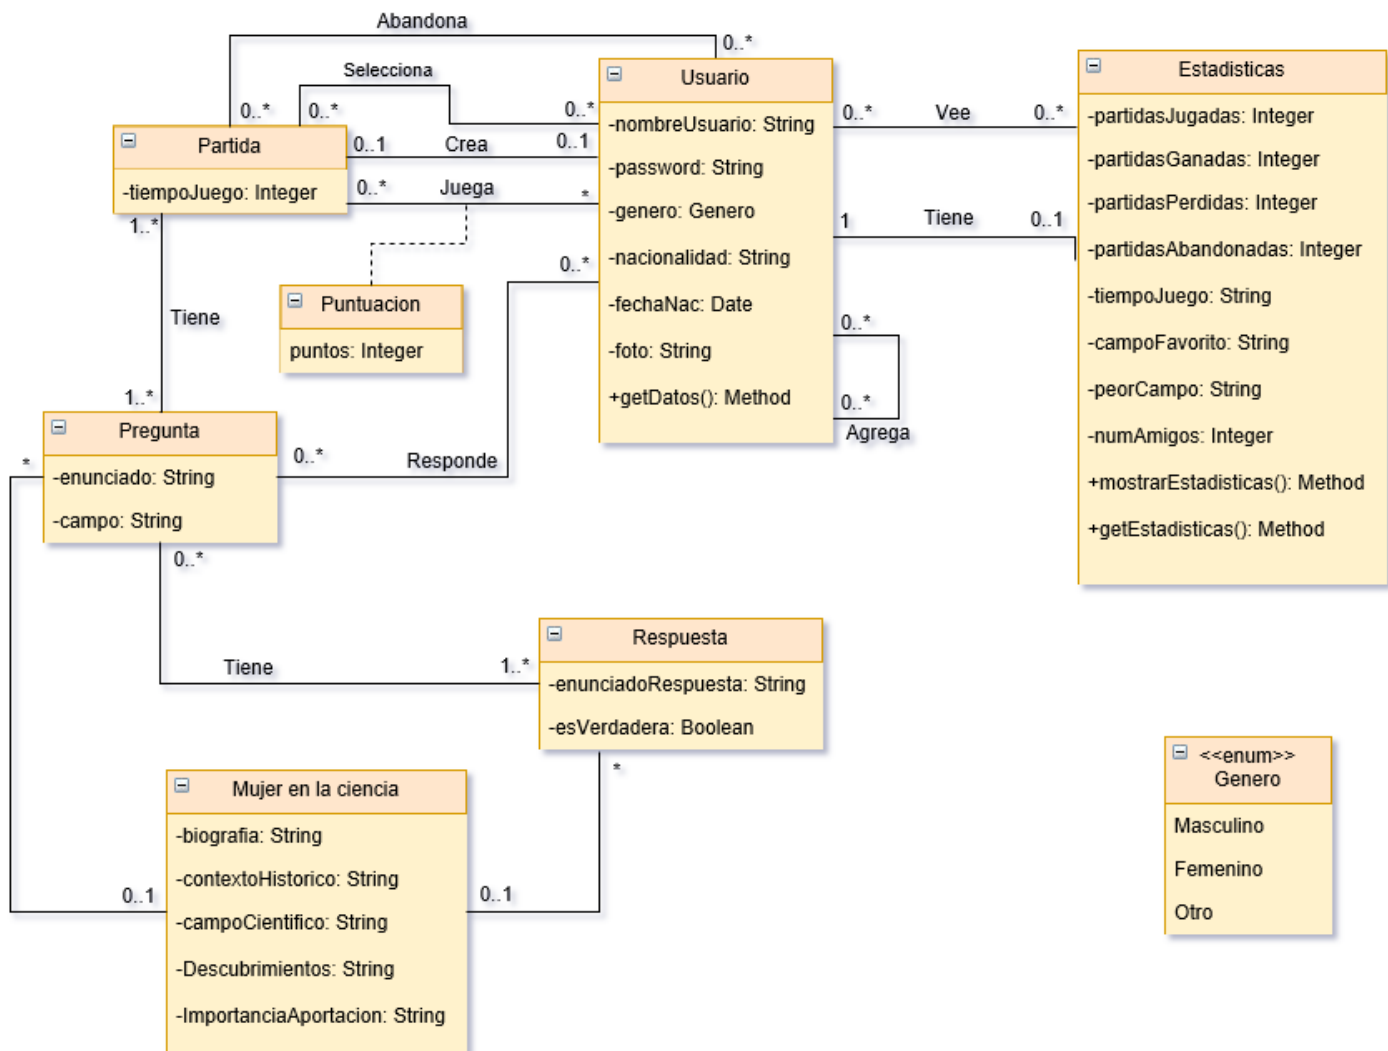 Abandona
0..*
0..*
Selecciona
0..*
0..*
Partida
-tiempoJuego: Integer
0..1
Crea
0..1
0..*
Juega
*
Usuario
-nombreUsuario: String
-password: String
-genero: Genero
-nacionalidad: String
-fechaNac: Date
-foto: String
+getDatos(): Method
0..*
Vee
0..*
1
Tiene
0..1
Estadisticas
-partidasJugadas: Integer
-partidasGanadas: Integer
-partidasPerdidas: Integer
-partidasAbandonadas: Integer
-tiempoJuego: String
-campoFavorito: String
-peorCampo: String
-numAmigos: Integer
+mostrarEstadisticas(): Method
+getEstadisticas(): Method
0..*
0..*
Agrega
Puntuacion
puntos: Integer
1..*
Tiene
1..*
Pregunta
-enunciado: String
-campo: String
0..*
Responde
0..*
*
0..1
0..*
Tiene
1..*
Respuesta
-enunciadoRespuesta: String
-esVerdadera: Boolean
*
0..1
Mujer en la ciencia
-biografia: String
-contextoHistorico: String
-campoCientifico: String
-Descubrimientos: String
-ImportanciaAportacion: String
<<enum>>
Genero
Masculino
Femenino
Otro